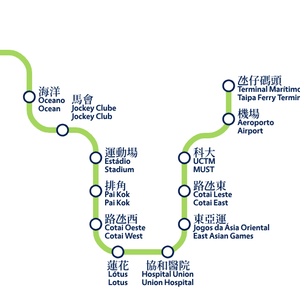 海洋
Oceano
Ocean
馬會
Jockey Clube
Jockey Club
運動場
Estádio
Stadium
排角
Pai Kok
Pai Kok
路氹西
Cotai Oeste
Cotai West
蓮花
Lótus
Lotus
協和醫院
Hospital Union
Union Hospital
東亞運
Jogos da Ásia Oriental
East Asian Games
路氹東
Cotai Leste
Cotai East
科大
UCTM
MUST
機場
Aeroporto
Airport
氹仔碼頭
Terminal Marítimo
Taipa Ferry Termin